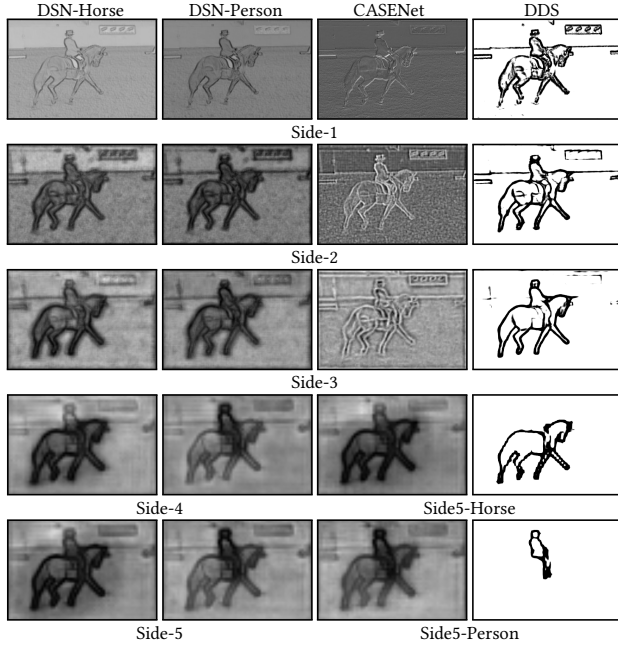 DSN-Horse DSN-Person CASENet DDS
Side-1
Side-2
Side-3
Side-4 Side5-Horse
Side-5 Side5-Person